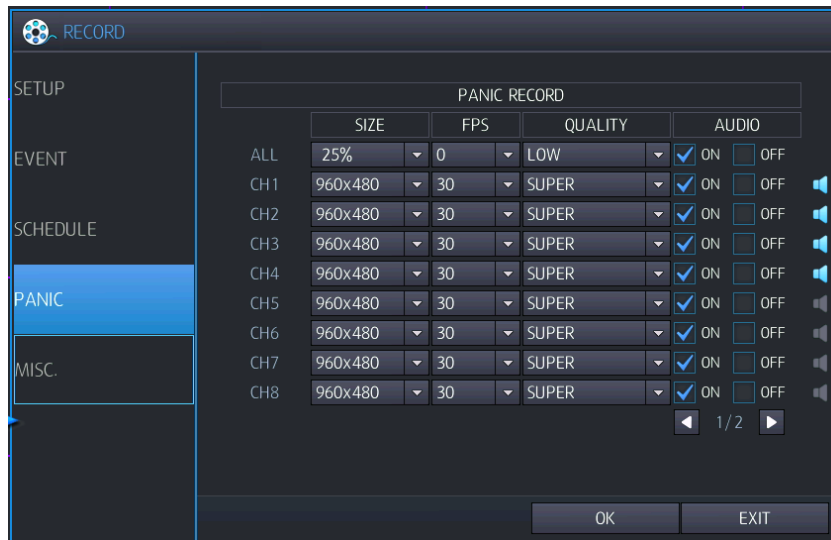 RECORD
SETUP
EVENT
SCHEDULE
PANIC
MISC.
PANIC RECORD
SIZE FPS QUALITY AUDIO
ALL 25% 0 LOW ON OFF
CH1 960x480 30 SUPER ON OFF
CH2 960x480 30 SUPER ON OFF
CH3 960x480 30 SUPER ON OFF
CH4 960x480 30 SUPER ON OFF
CH5 960x480 30 SUPER ON OFF
CH6 960x480 30 SUPER ON OFF
CH7 960x480 30 SUPER ON OFF
CH8 960x480 30 SUPER ON OFF
1/2
OK EXIT